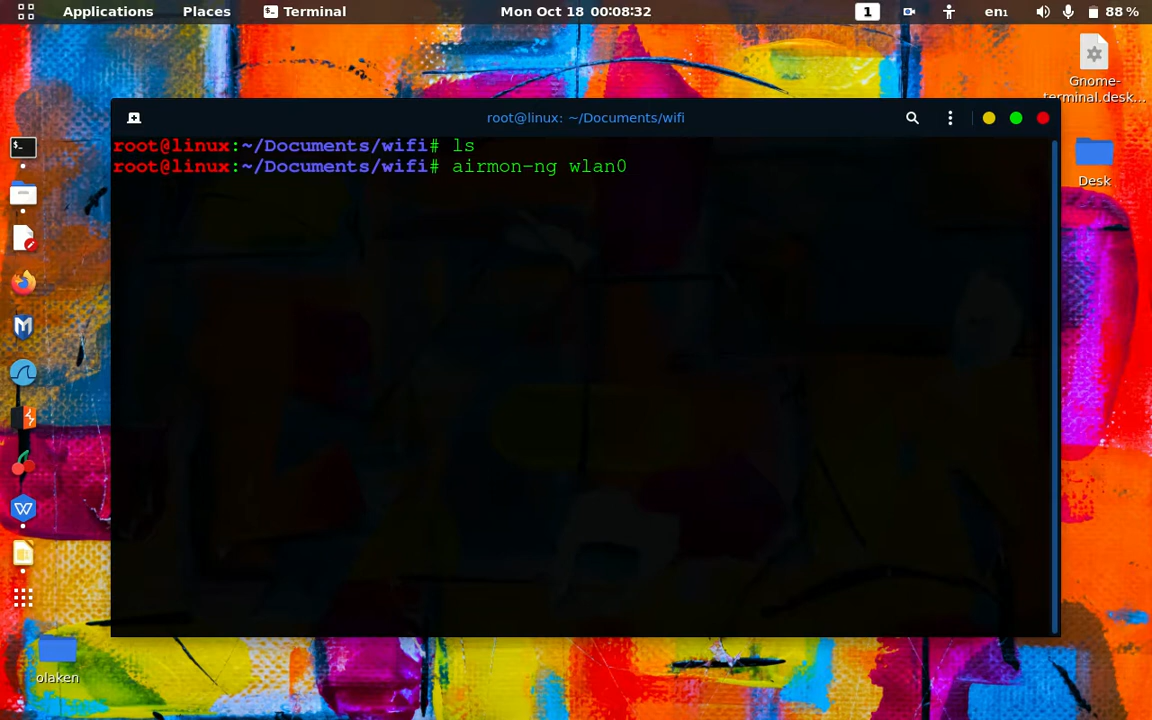 Applications Places Terminal Mon Oct 18 00:08:32 1 en₁ 88 %
Gnome-
terminal.desk...
root@linux: ~/Documents/wifi
root@linux:~/Documents/wifi# ls
root@linux:~/Documents/wifi# airmon-ng wlan0
Desk
olaken